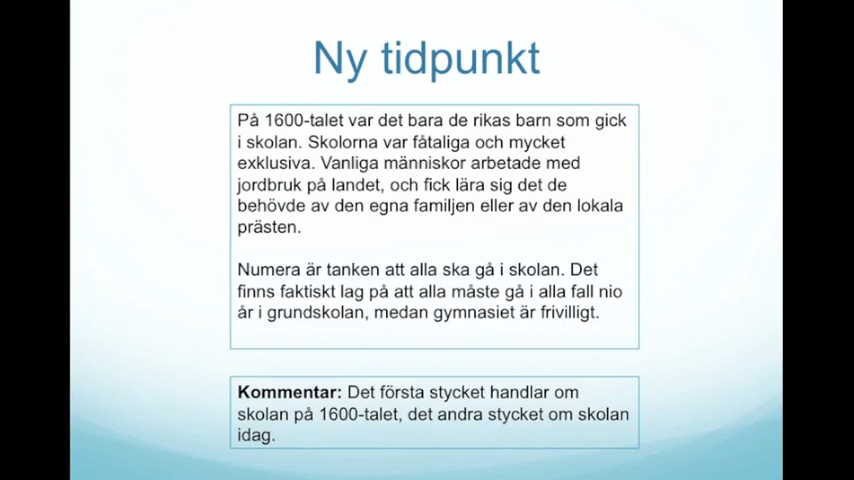 Ny tidpunkt
På 1600-talet var det bara de rikas barn som gick
i skolan. Skolorna var fåtaliga och mycket
exklusiva. Vanliga människor arbetade med
jordbruk på landet, och fick lära sig det de
behövde av den egna familjen eller av den lokala
prästen.
Numera är tanken att alla ska gå i skolan. Det
finns faktiskt lag på att alla måste gå i alla fall nio
år i grundskolan, medan gymnasiet är frivilligt.
Kommentar: Det första stycket handlar om
skolan på 1600-talet, det andra stycket om skolan
idag.